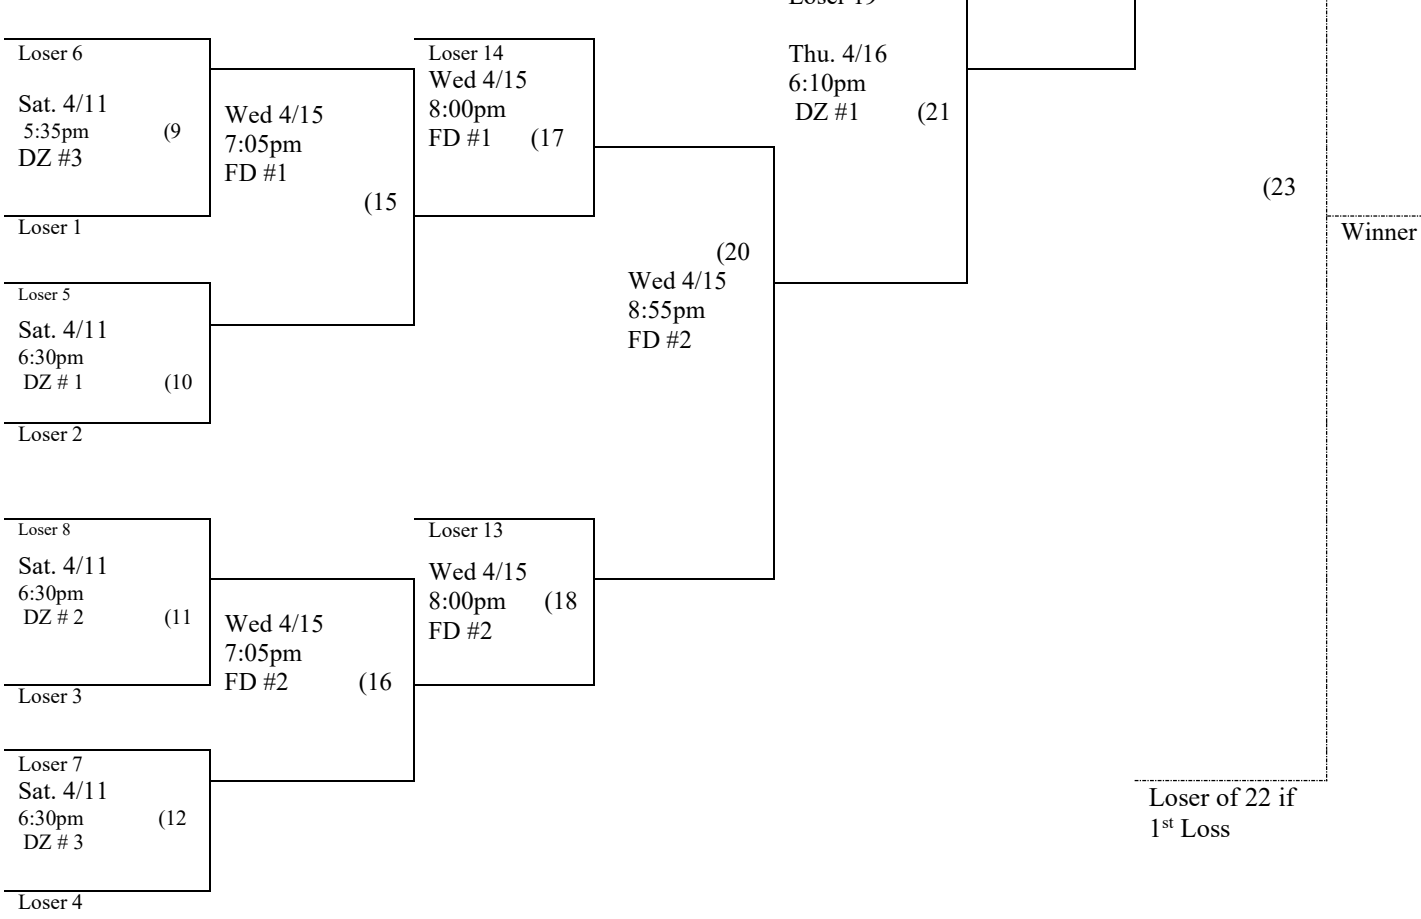 Loser 19
Loser 6
Sat. 4/11
5:35pm (9
DZ #3
Loser 1
Wed 4/15
7:05pm
FD #1
(15
Loser 14
Wed 4/15
8:00pm
FD #1 (17
Loser 5
Sat. 4/11
6:30pm
DZ # 1 (10
Loser 2
(20
Wed 4/15
8:55pm
FD #2
Thu. 4/16
6:10pm
DZ #1 (21
(23
Winner
Loser 8
Sat. 4/11
6:30pm
DZ # 2 (11
Loser 3
Wed 4/15
7:05pm
FD #2 (16
Loser 13
Wed 4/15
8:00pm (18
FD #2
Loser 7
Sat. 4/11
6:30pm (12
DZ # 3
Loser 4
Loser of 22 if
1st Loss